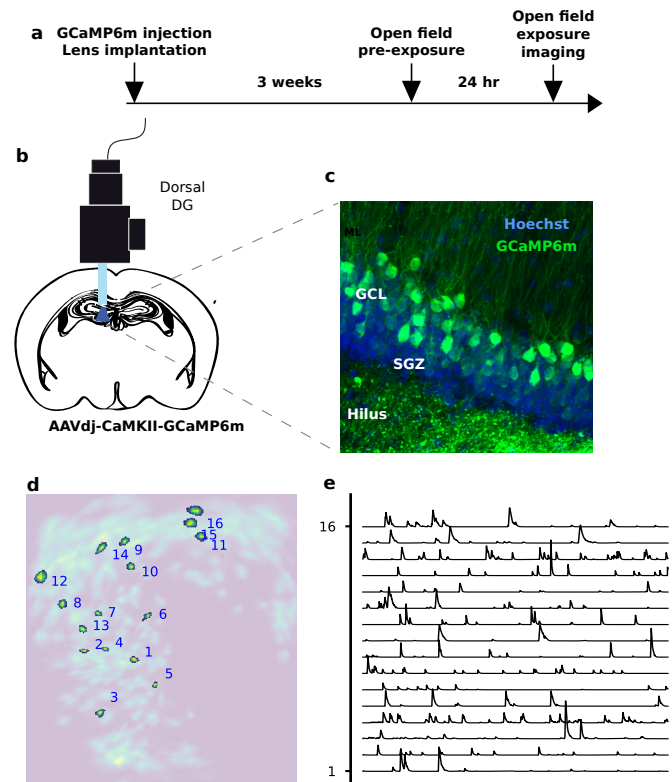 a
GCaMP6m injection
Lens implantation
Open field
pre-exposure
Open field
exposure
imaging
3 weeks
24 hr
b
Dorsal
DG
AAVdj-CaMKII-GCaMP6m
c
ML
Hoechst
GCaMP6m
GCL
SGZ
Hilus
d
16
15
11
9
14
10
12
8
7
6
13
2
4
1
5
3
e
16
1